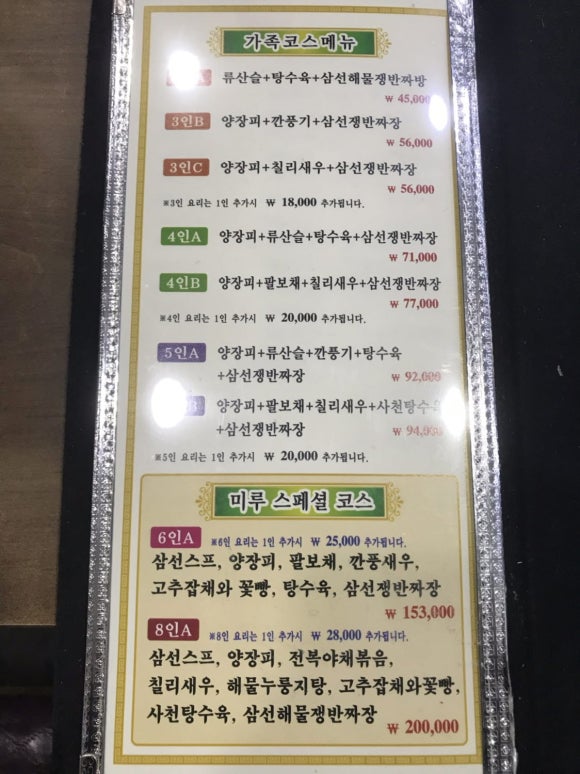 가족코스메뉴
류산슬+탕수육+삼선해물쟁반짜방
₩ 45,000
3인B 양장피+깐풍기+삼선쟁반짜장
₩ 56,000
3인C 양장피+칠리새우+삼선쟁반짜장
₩ 56,000
※3인 요리는 1인 추가시 ₩ 18,000 추가됩니다.
4인A 양장피+류산슬+탕수육+삼선쟁반짜장
₩ 71,000
4인B 양장피+팔보채+칠리새우+삼선쟁반짜장
₩ 77,000
※4인 요리는 1인 추가시 ₩ 20,000 추가됩니다.
5인A 양장피+류산슬+깐풍기+탕수육
+삼선쟁반짜장 ₩ 92,000
양장피+팔보채+칠리새우+사천탕수육
+삼선쟁반짜장 ₩
※5인 요리는 1인 추가시 ₩ 20,000 추가됩니다.
미루 스페셜 코스
6인A ※6인 요리는 1인 추가시 ₩ 25,000 추가됩니다.
삼선스프, 양장피, 팔보채, 깐풍새우,
고추잡채와 꽃빵, 탕수육, 삼선쟁반짜장
₩ 153,000
8인A ※8인 요리는 1인 추가시 ₩ 28,000 추가됩니다.
삼선스프, 양장피, 전복야채볶음,
칠리새우, 해물누룽지탕, 고추잡채와꽃빵,
사천탕수육, 삼선해물쟁반짜장
₩ 200,000